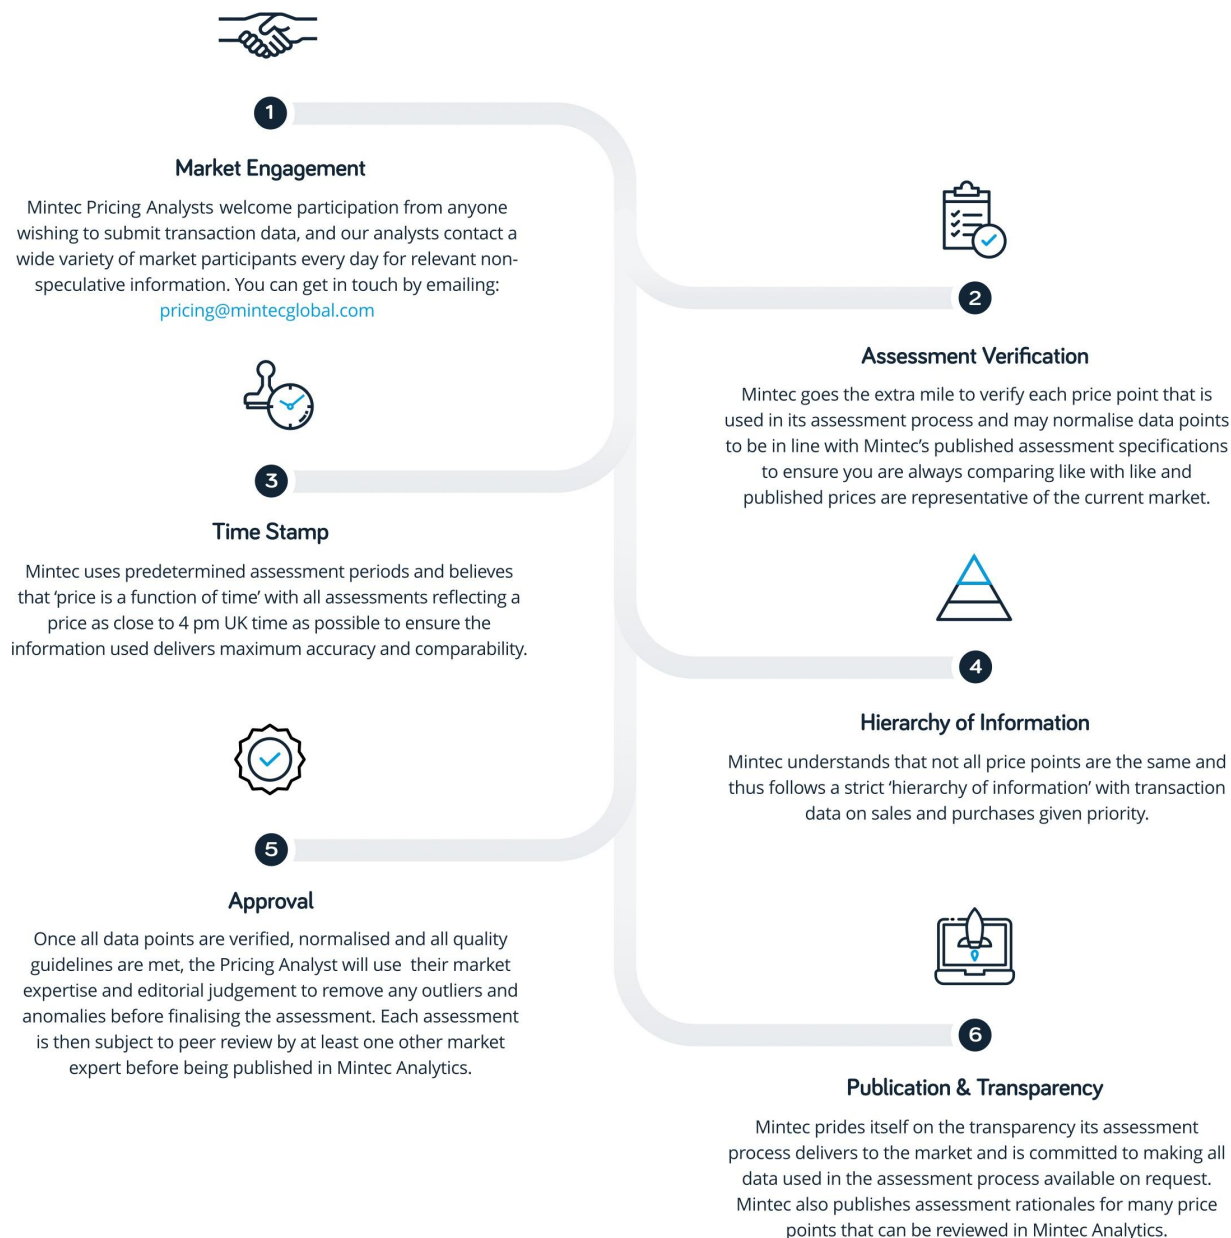 1
Market Engagement
Mintec Pricing Analysts welcome participation from anyone
wishing to submit transaction data, and our analysts contact a
wide variety of market participants every day for relevant non-
speculative information. You can get in touch by emailing:
pricing@mintecglobal.com
2
Assessment Verification
Mintec goes the extra mile to verify each price point that is
used in its assessment process and may normalise data points
to be in line with Mintec’s published assessment specifications
to ensure you are always comparing like with like and
published prices are representative of the current market.
3
Time Stamp
Mintec uses predetermined assessment periods and believes
that ‘price is a function of time’ with all assessments reflecting a
price as close to 4 pm UK time as possible to ensure the
information used delivers maximum accuracy and comparability.
4
Hierarchy of Information
Mintec understands that not all price points are the same and
thus follows a strict ‘hierarchy of information’ with transaction
data on sales and purchases given priority.
5
Approval
Once all data points are verified, normalised and all quality
guidelines are met, the Pricing Analyst will use  their market
expertise and editorial judgement to remove any outliers and
anomalies before finalising the assessment. Each assessment
is then subject to peer review by at least one other market
expert before being published in Mintec Analytics.
6
Publication & Transparency
Mintec prides itself on the transparency its assessment
process delivers to the market and is committed to making all
data used in the assessment process available on request.
Mintec also publishes assessment rationales for many price
points that can be reviewed in Mintec Analytics.